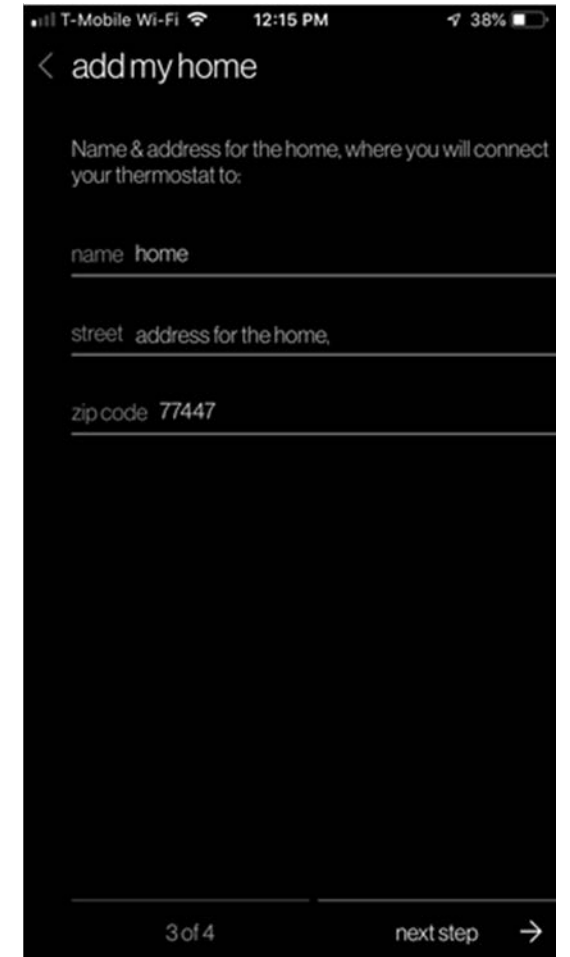 T-Mobile Wi-Fi 12:15 PM 38%
add my home
Name & address for the home, where you will connect
your thermostat to:
name home
street address for the home,
zip code 77447
3 of 4 next step →